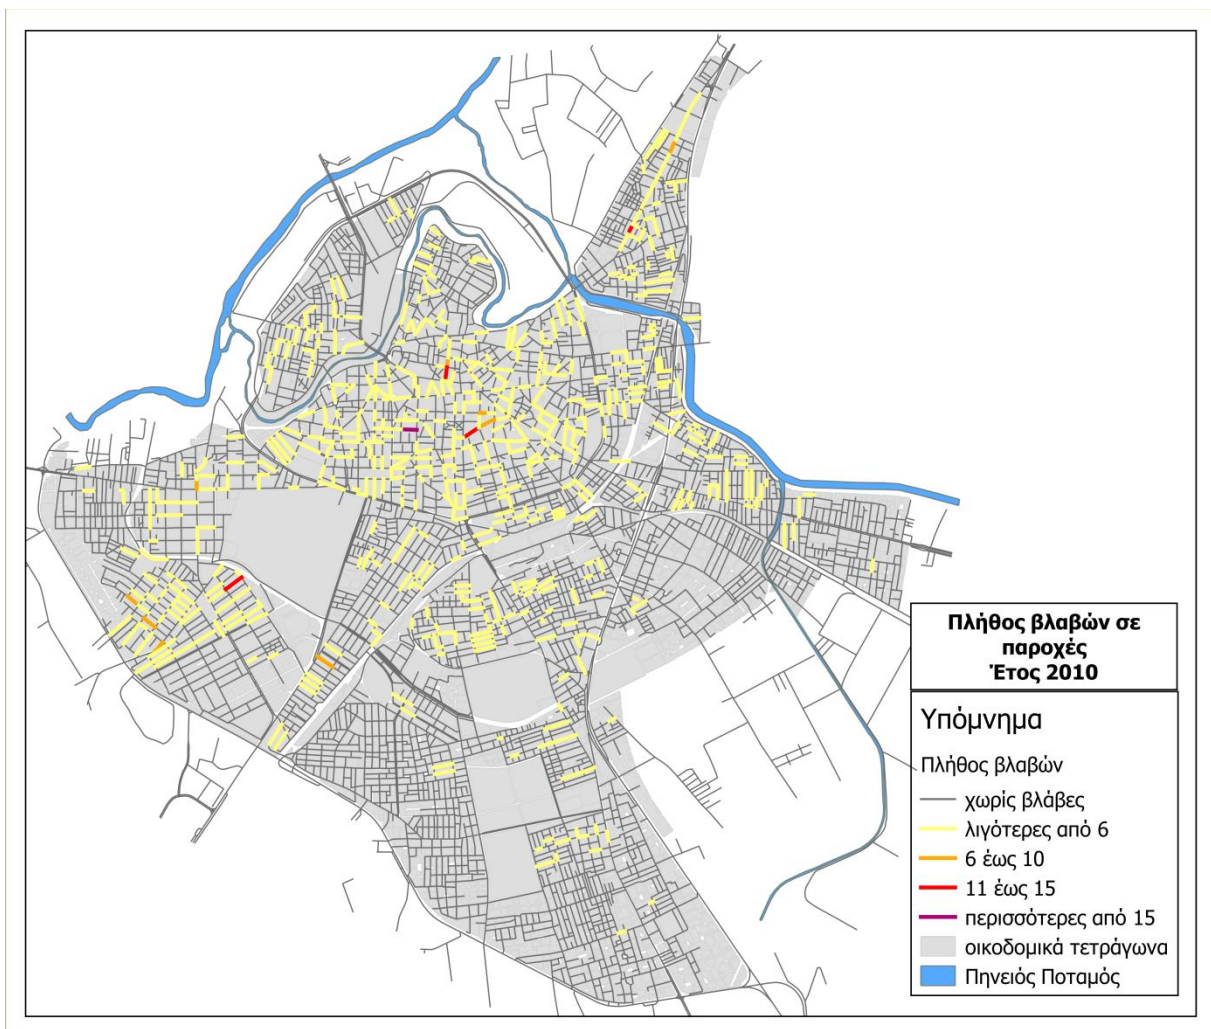 Πλήθος βλαβών σε
παροχές
Έτος 2010
Υπόμνημα
Πλήθος βλαβών
χωρίς βλάβες
λιγότερες από 6
6 έως 10
11 έως 15
περισσότερες από 15
οικοδομικά τετράγωνα
Πηνειός Ποταμός